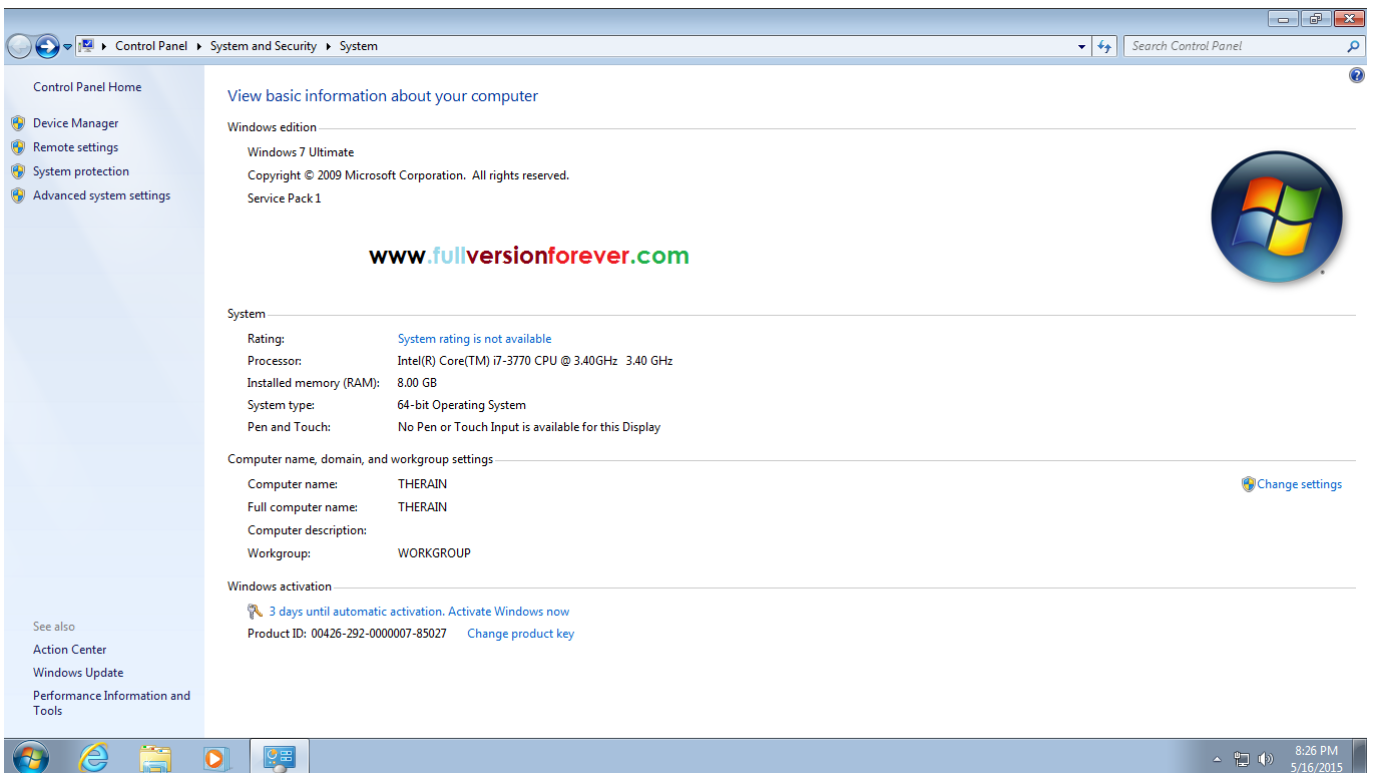 Control Panel ▸ System and Security ▸ System
Search Control Panel
Control Panel Home
Device Manager
Remote settings
System protection
Advanced system settings
See also
Action Center
Windows Update
Performance Information and
Tools
View basic information about your computer
Windows edition
Windows 7 Ultimate
Copyright © 2009 Microsoft Corporation. All rights reserved.
Service Pack 1
www.fullversionforever.com
System
Rating: System rating is not available
Processor: Intel(R) Core(TM) i7-3770 CPU @ 3.40GHz 3.40 GHz
Installed memory (RAM): 8.00 GB
System type: 64-bit Operating System
Pen and Touch: No Pen or Touch Input is available for this Display
Computer name, domain, and workgroup settings
Computer name: THERAIN
Change settings
Full computer name: THERAIN
Computer description:
Workgroup: WORKGROUP
Windows activation
3 days until automatic activation. Activate Windows now
Product ID: 00426-292-0000007-85027 Change product key
8:26 PM
5/16/2015